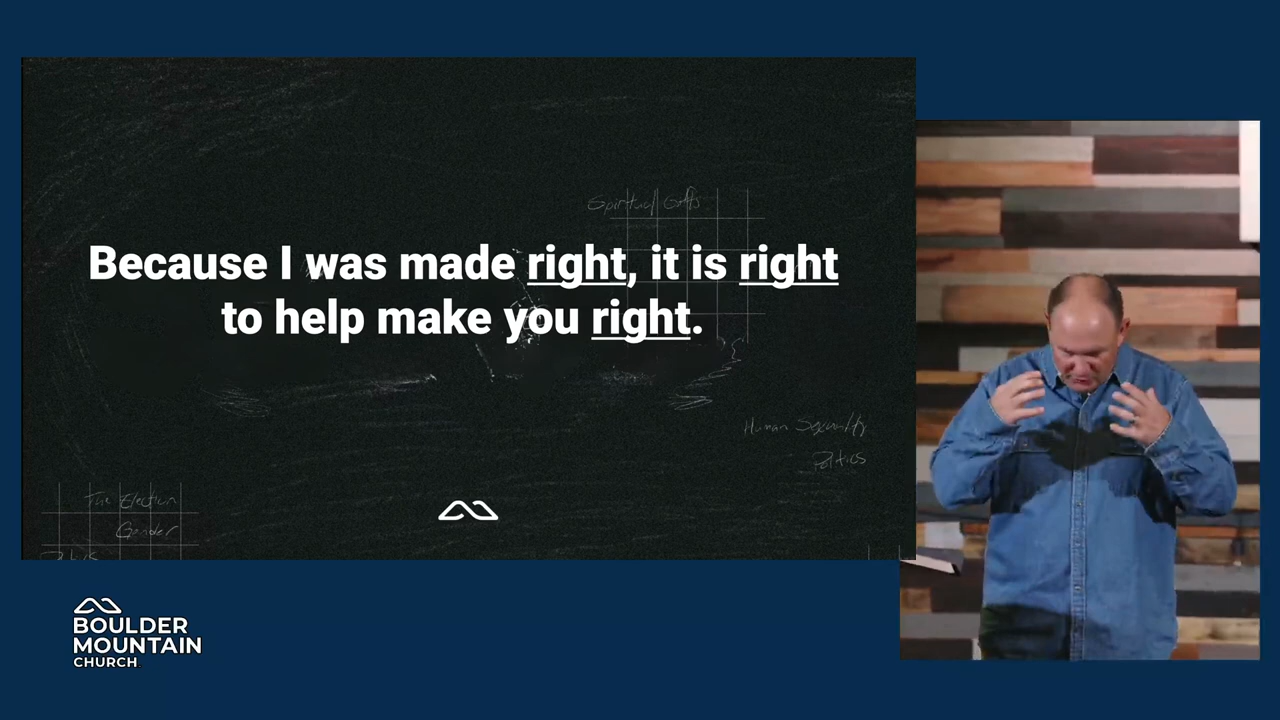 Spiritual Gifts
Because I was made right, it is right
to help make you right.
Human Sexuality
Politics
The Election
Gender
BOULDER
MOUNTAIN
CHURCH